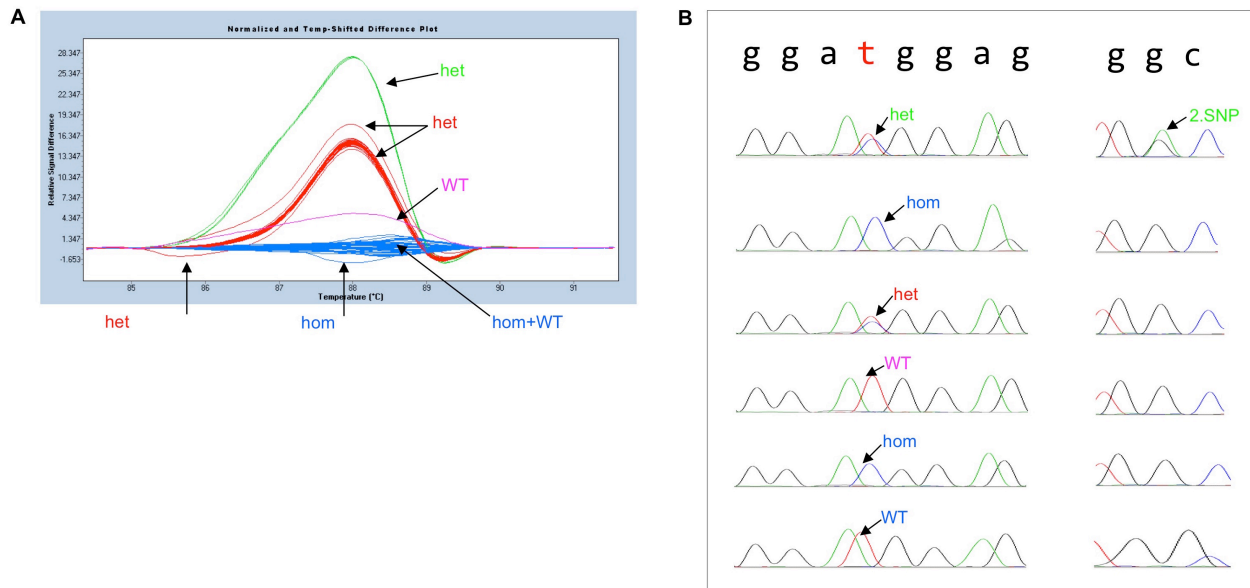 A
Normalized and Temp-Shifted Difference Plot
Relative Signal Difference
28.347
25.347
22.347
19.347
16.347
13.347
10.347
7.347
4.347
1.347
-1.653
het
het
WT
85
86
87
88
89
90
91
Temperature (°C)
het
hom
hom+WT
B
g g a t g g a g
g g c
het
2.SNP
hom
het
WT
hom
WT